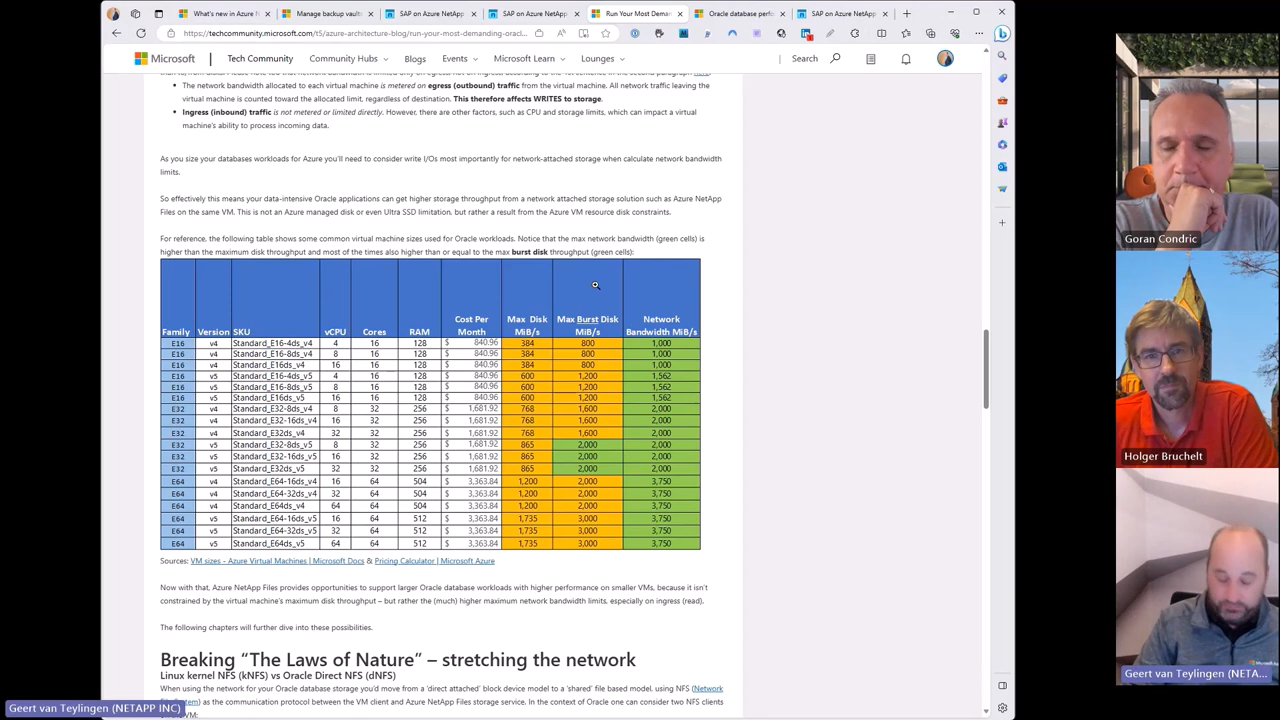 What's new in Azure N
Manage backup vault
SAP on Azure NetApp
SAP on Azure NetApp
Run Your Most Dema
Oracle database perf
SAP on Azure NetApp
https://techcommunity.microsoft.com/t5/azure-architecture-blog/run-your-most-demanding-orac...
Microsoft Tech Community Community Hubs Blogs Events Microsoft Learn Lounges Search
The network bandwidth allocated to each virtual machine is metered on egress (outbound) traffic from the virtual machine. All network traffic leaving the
virtual machine is counted toward the allocated limit, regardless of destination. This therefore affects WRITES to storage.
Ingress (inbound) traffic is not metered or limited directly. However, there are other factors, such as CPU and storage limits, which can impact a virtual
machine's ability to process incoming data.
As you size your databases workloads for Azure you'll need to consider write I/Os most importantly for network-attached storage when calculate network bandwidth
limits.
So effectively this means your data-intensive Oracle applications can get higher storage throughput from a network attached storage solution such as Azure NetApp
Files on the same VM. This is not an Azure managed disk or even Ultra SSD limitation, but rather a result from the Azure VM resource disk constraints.
For reference, the following table shows some common virtual machine sizes used for Oracle workloads. Notice that the max network bandwidth (green cells) is
higher than the maximum disk throughput and most of the times also higher than or equal to the max burst disk throughput (green cells):
Family Version SKU vCPU Cores RAM Cost Per Month Max Disk MiB/s Max Burst Disk MiB/s Network Bandwidth MiB/s
E16 v4 Standard_E16-4ds_v4 4 16 128 $ 840.96 384 800 1,000
E16 v4 Standard_E16-8ds_v4 8 16 128 $ 840.96 384 800 1,000
E16 v4 Standard_E16ds_v4 16 16 128 $ 840.96 384 800 1,000
E16 v5 Standard_E16-4ds_v5 4 16 128 $ 840.96 600 1,200 1,562
E16 v5 Standard_E16-8ds_v5 8 16 128 $ 840.96 600 1,200 1,562
E16 v5 Standard_E16ds_v5 16 16 128 $ 840.96 600 1,200 1,562
E32 v4 Standard_E32-8ds_v4 8 32 256 $ 1,681.92 768 1,600 2,000
E32 v4 Standard_E32-16ds_v4 16 32 256 $ 1,681.92 768 1,600 2,000
E32 v4 Standard_E32ds_v4 32 32 256 $ 1,681.92 768 1,600 2,000
E32 v5 Standard_E32-8ds_v5 8 32 256 $ 1,681.92 865 2,000 2,000
E32 v5 Standard_E32-16ds_v5 16 32 256 $ 1,681.92 865 2,000 2,000
E32 v5 Standard_E32ds_v5 32 32 256 $ 1,681.92 865 2,000 2,000
E64 v4 Standard_E64-16ds_v4 16 64 504 $ 3,363.84 1,200 2,000 3,750
E64 v4 Standard_E64-32ds_v4 32 64 504 $ 3,363.84 1,200 2,000 3,750
E64 v4 Standard_E64ds_v4 64 64 504 $ 3,363.84 1,200 2,000 3,750
E64 v5 Standard_E64-16ds_v5 16 64 512 $ 3,363.84 1,735 3,000 3,750
E64 v5 Standard_E64-32ds_v5 32 64 512 $ 3,363.84 1,735 3,000 3,750
E64 v5 Standard_E64ds_v5 64 64 512 $ 3,363.84 1,735 3,000 3,750
Sources: VM sizes - Azure Virtual Machines | Microsoft Docs & Pricing Calculator | Microsoft Azure
Now with that, Azure NetApp Files provides opportunities to support larger Oracle database workloads with higher performance on smaller VMs, because it isn't
constrained by the virtual machine's maximum disk throughput – but rather the (much) higher maximum network bandwidth limits, especially on ingress (read).
The following chapters will further dive into these possibilities.
Breaking “The Laws of Nature” – stretching the network
Linux kernel NFS (kNFS) vs Oracle Direct NFS (dNFS)
When using the network for your Oracle database storage you'd move from a 'direct attached' block device model to a 'shared' file based model. using NFS (Network
as the communication protocol between the VM client and Azure NetApp Files storage service. In the context of Oracle one can consider two NFS clients
Geert van Teylingen (NETAPP INC)
Goran Condric
Holger Bruchelt
Geert van Teylingen (NETA...